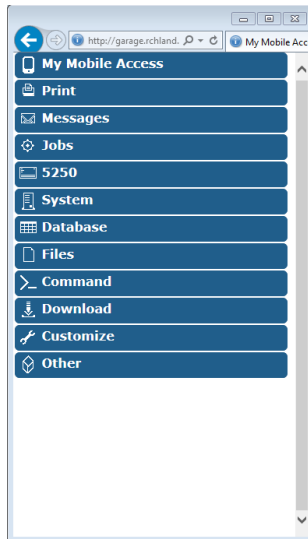 http://garage.rchland.
My Mobile Acc
My Mobile Access
Print
Messages
Jobs
5250
System
Database
Files
Command
Download
Customize
Other